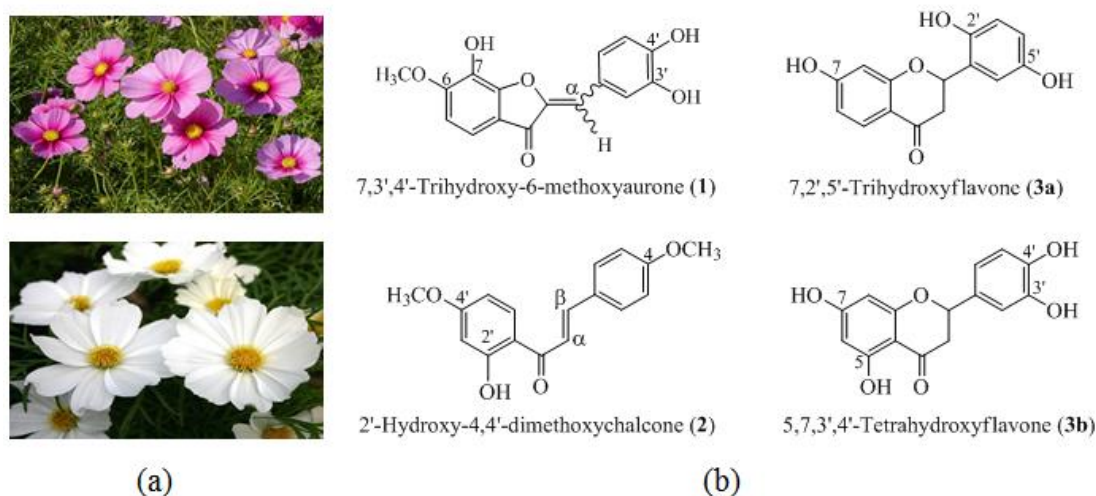 OH
H₃CO
6
7
O
O
α
H
4'
OH
3'
OH
7,3',4'-Trihydroxy-6-methoxyaurone (1)
HO
2'
5'
OH
HO
7
O
O
7,2',5'-Trihydroxyflavone (3a)
H₃CO
4'
2'
OH
O
α
β
4
OCH₃
2'-Hydroxy-4,4'-dimethoxychalcone (2)
HO
7
O
5
OH
O
4'
OH
3'
OH
5,7,3',4'-Tetrahydroxyflavone (3b)
(a)
(b)